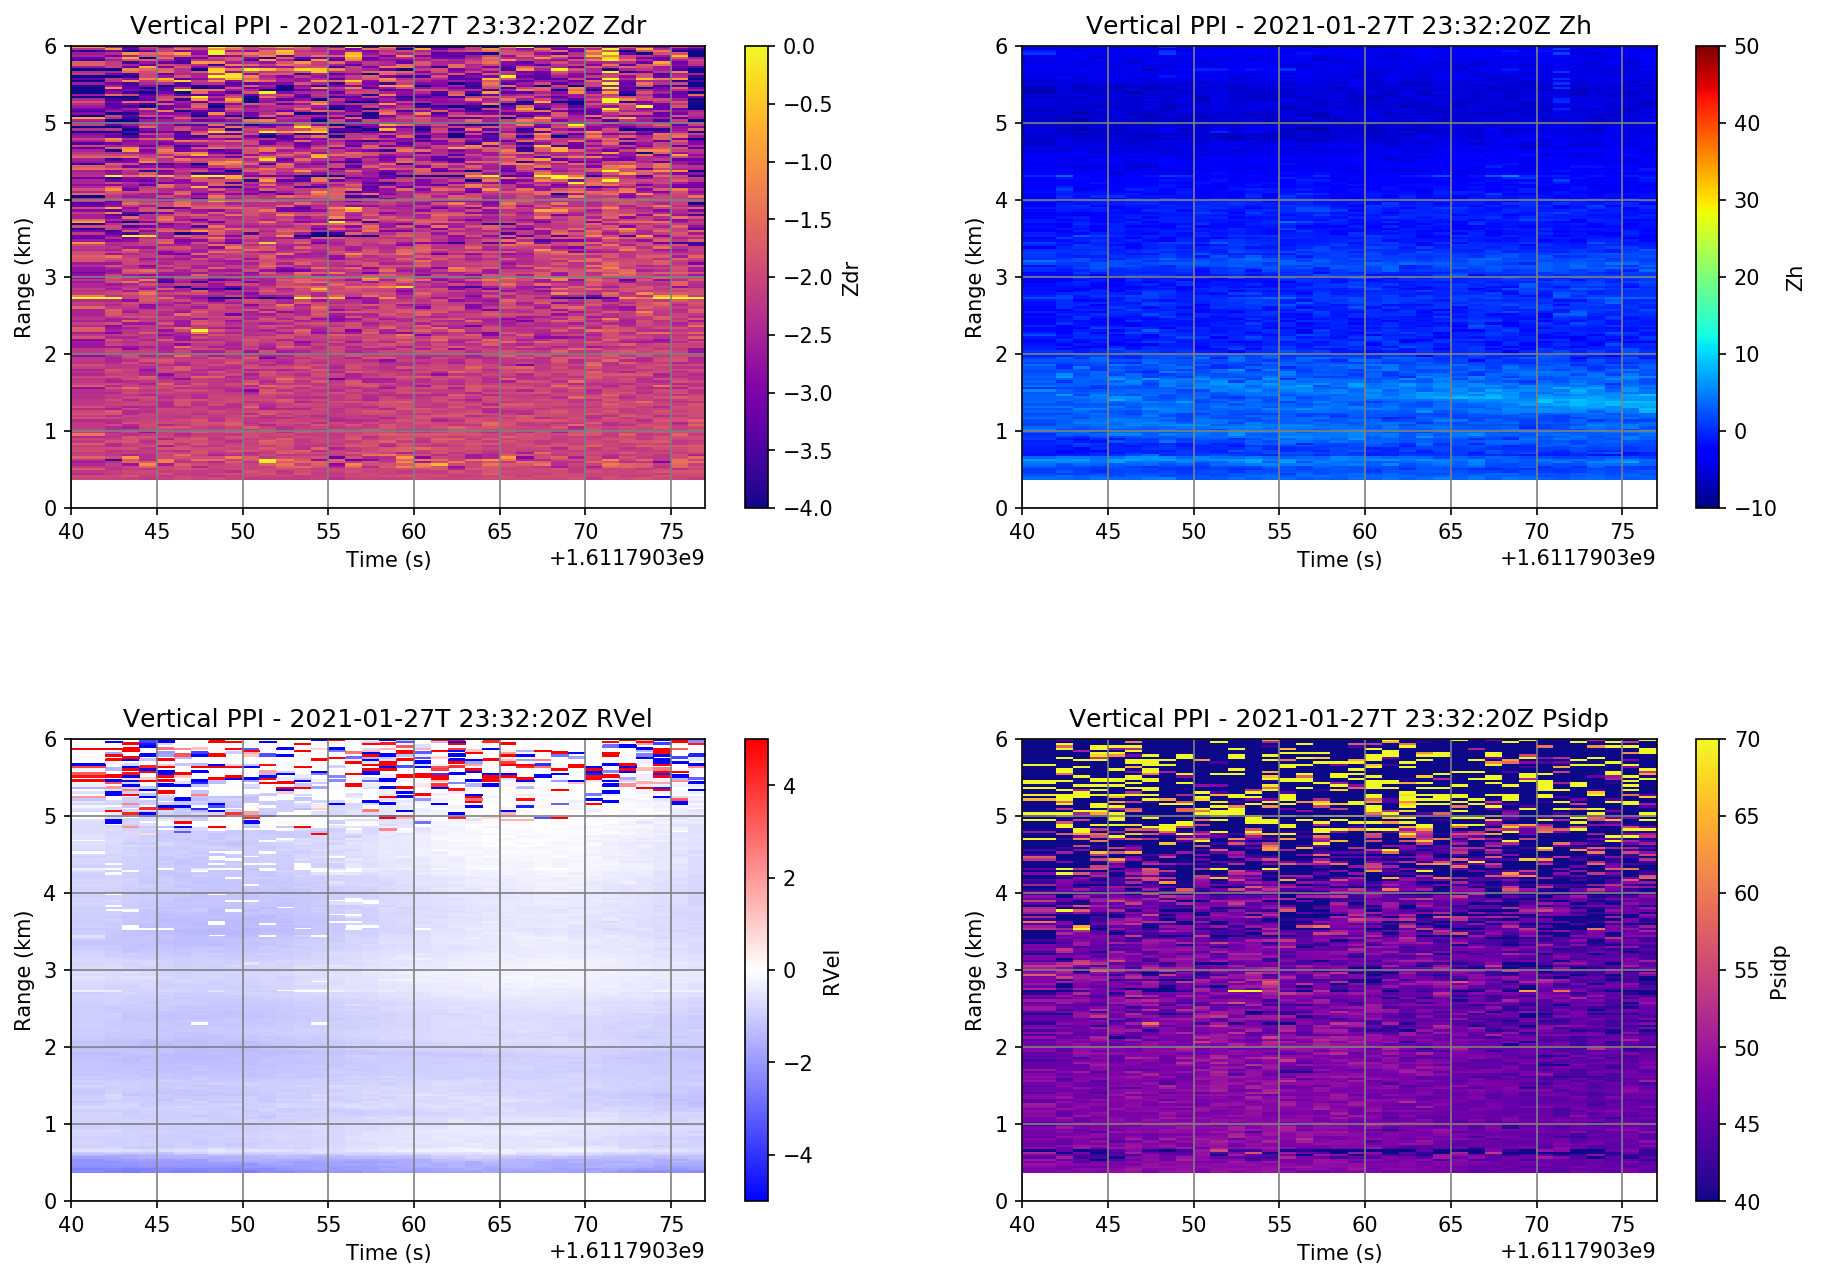 Vertical PPI - 2021-01-27T 23:32:20Z Zdr
6
5
4
3
2
1
0
Range (km)
40 45 50 55 60 65 70 75
Time (s)
+1.6117903e9
0.0
−0.5
−1.0
−1.5
−2.0
−2.5
−3.0
−3.5
−4.0
Zdr
Vertical PPI - 2021-01-27T 23:32:20Z Zh
6
5
4
3
2
1
0
Range (km)
40 45 50 55 60 65 70 75
Time (s)
+1.6117903e9
50
40
30
20
10
0
−10
Zh
Vertical PPI - 2021-01-27T 23:32:20Z RVel
6
5
4
3
2
1
0
Range (km)
40 45 50 55 60 65 70 75
Time (s)
+1.6117903e9
4
2
0
−2
−4
RVel
Vertical PPI - 2021-01-27T 23:32:20Z Psidp
6
5
4
3
2
1
0
Range (km)
40 45 50 55 60 65 70 75
Time (s)
+1.6117903e9
70
65
60
55
50
45
40
Psidp